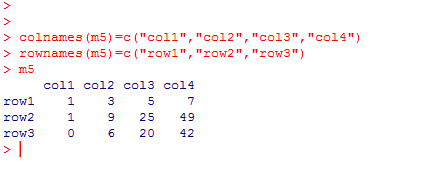 >
>
> colnames(m5)=c("col1","col2","col3","col4")
> rownames(m5)=c("row1","row2","row3")
> m5
     col1 col2 col3 col4
row1    1    3    5    7
row2    1    9   25   49
row3    0    6   20   42
>